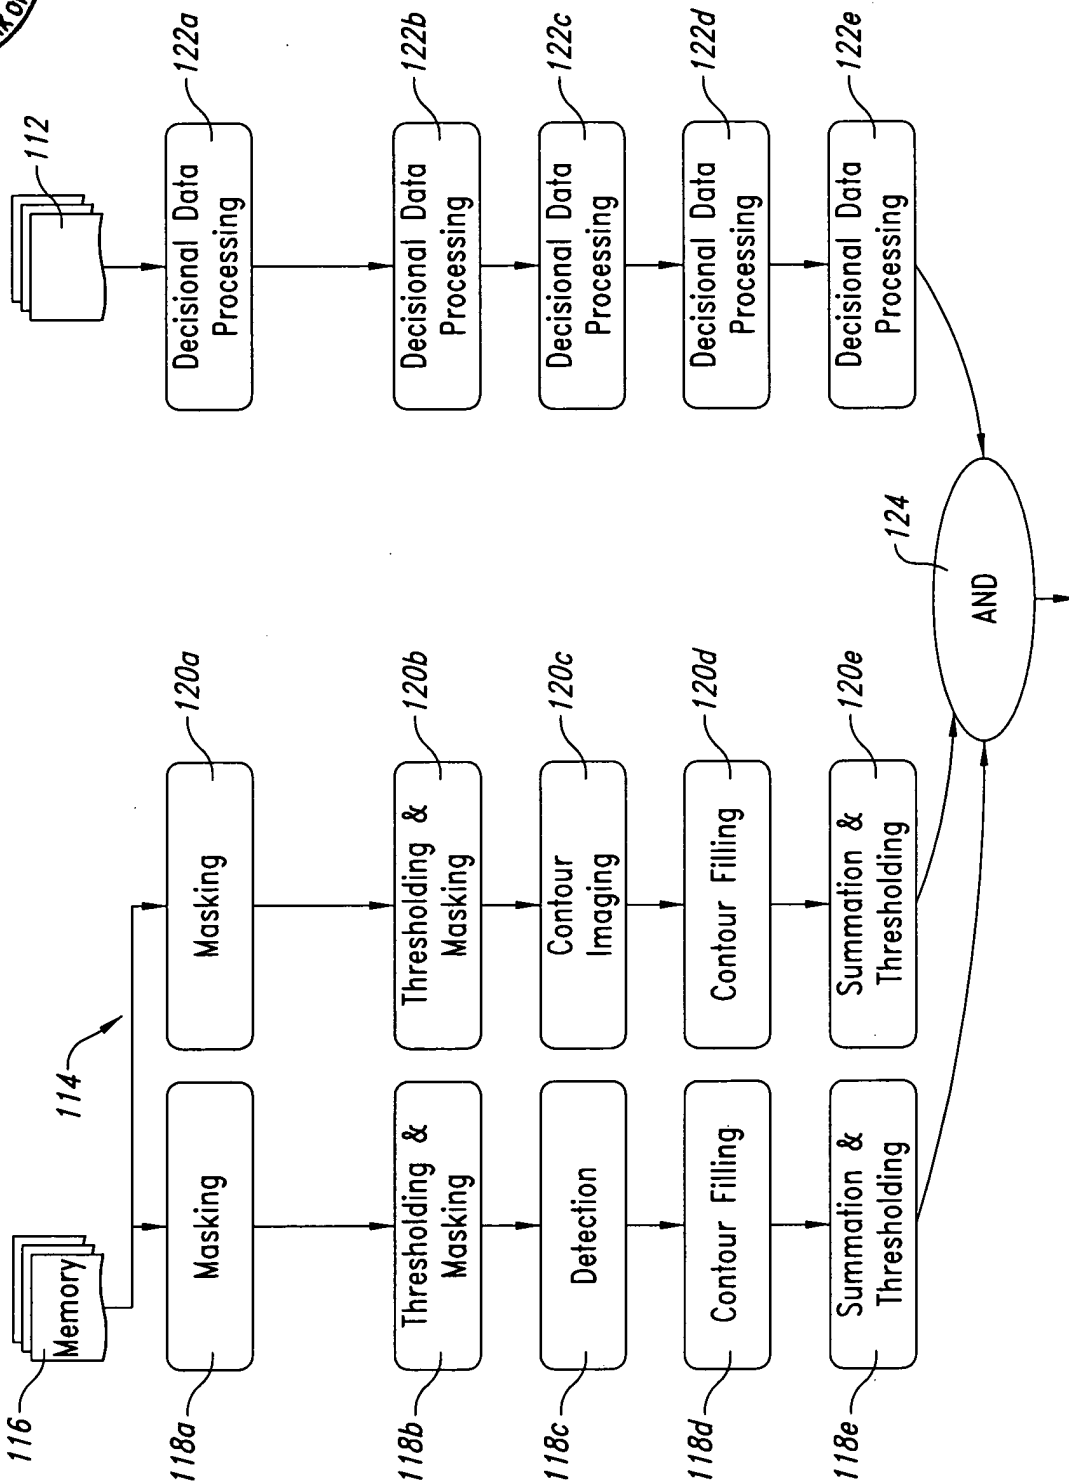 112
Decisional Data
Processing
122a
Decisional Data
Processing
122b
Decisional Data
Processing
122c
Decisional Data
Processing
122d
Decisional Data
Processing
122e
114
120a
Masking
120b
Thresholding &
Masking
120c
Contour
Imaging
120d
Contour Filling
120e
Summation &
Thresholding
124
AND
116
Memory
118a
Masking
118b
Thresholding &
Masking
118c
Detection
118d
Contour Filling
118e
Summation &
Thresholding